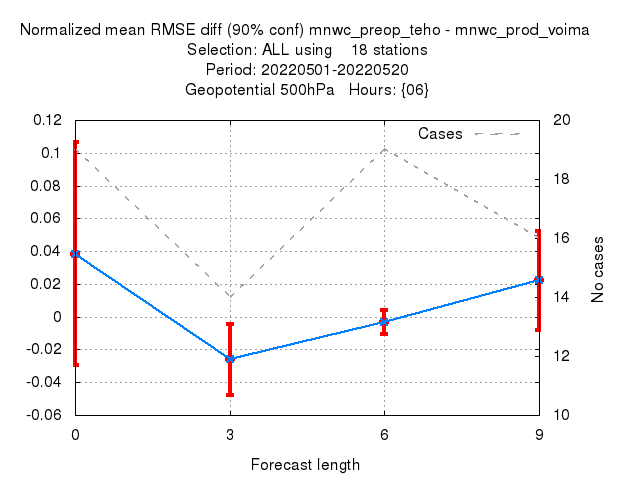 Normalized mean RMSE diff (90% conf) mnwc_preop_teho - mnwc_prod_voima
Selection: ALL using    18 stations
Period: 20220501-20220520
Geopotential 500hPa   Hours: {06}
Cases
0.12
0.1
0.08
0.06
0.04
0.02
0
-0.02
-0.04
-0.06
20
18
16
14
12
10
No cases
0 3 6 9
Forecast length